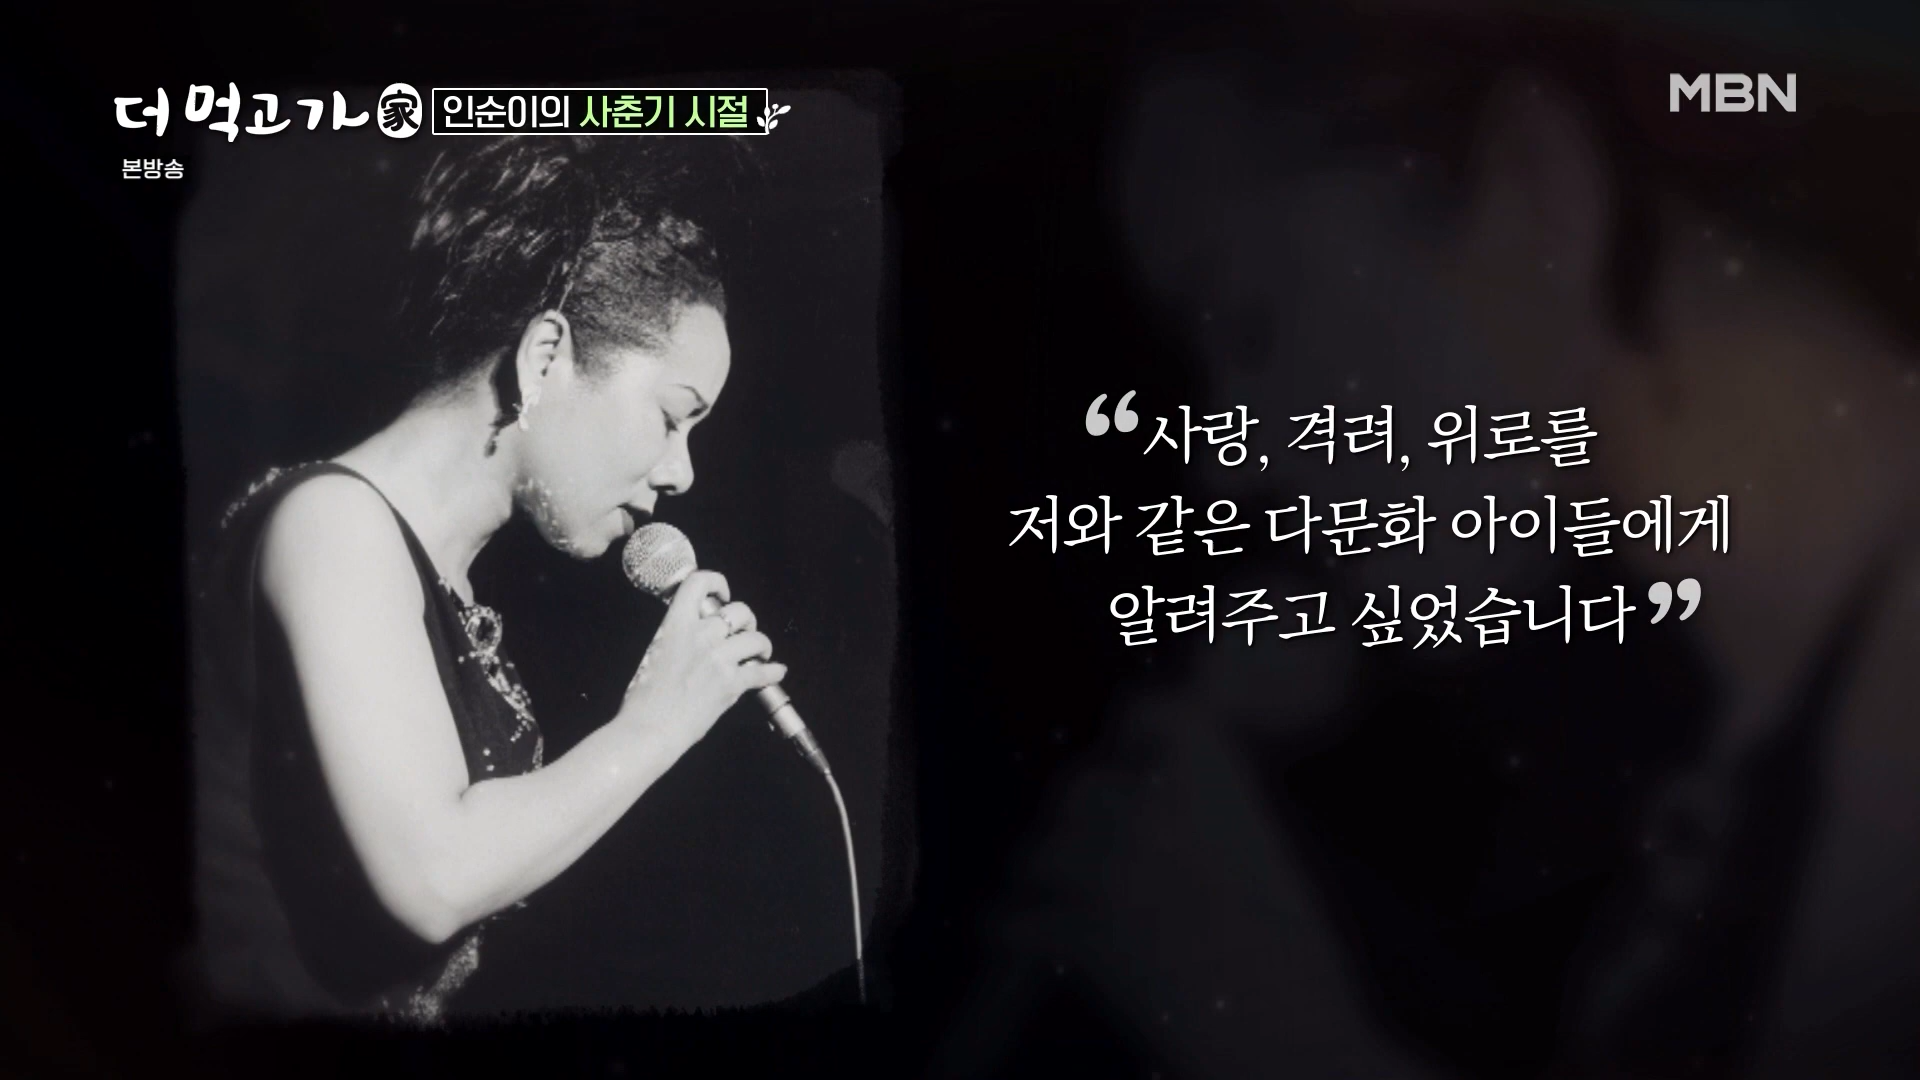 더 먹고 가 家 인순이의 사춘기 시절
MBN
본방송
“사랑, 격려, 위로를
저와 같은 다문화 아이들에게
알려주고 싶었습니다”